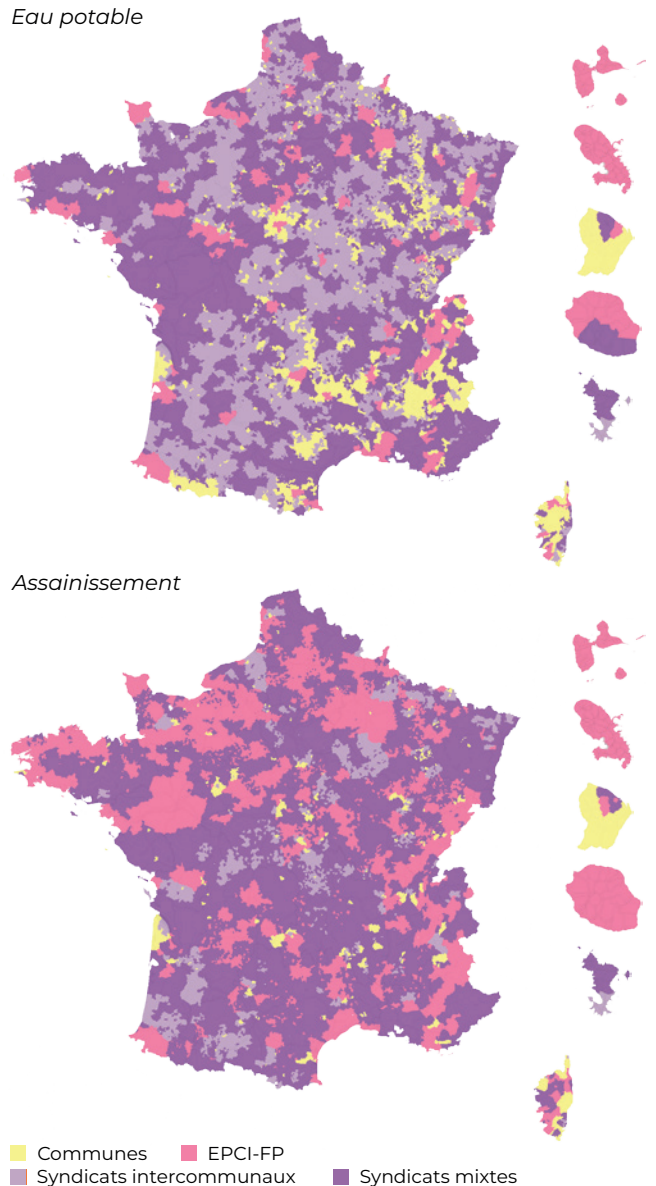 Eau potable
Assainissement
Communes
EPCI-FP
Syndicats intercommunaux
Syndicats mixtes